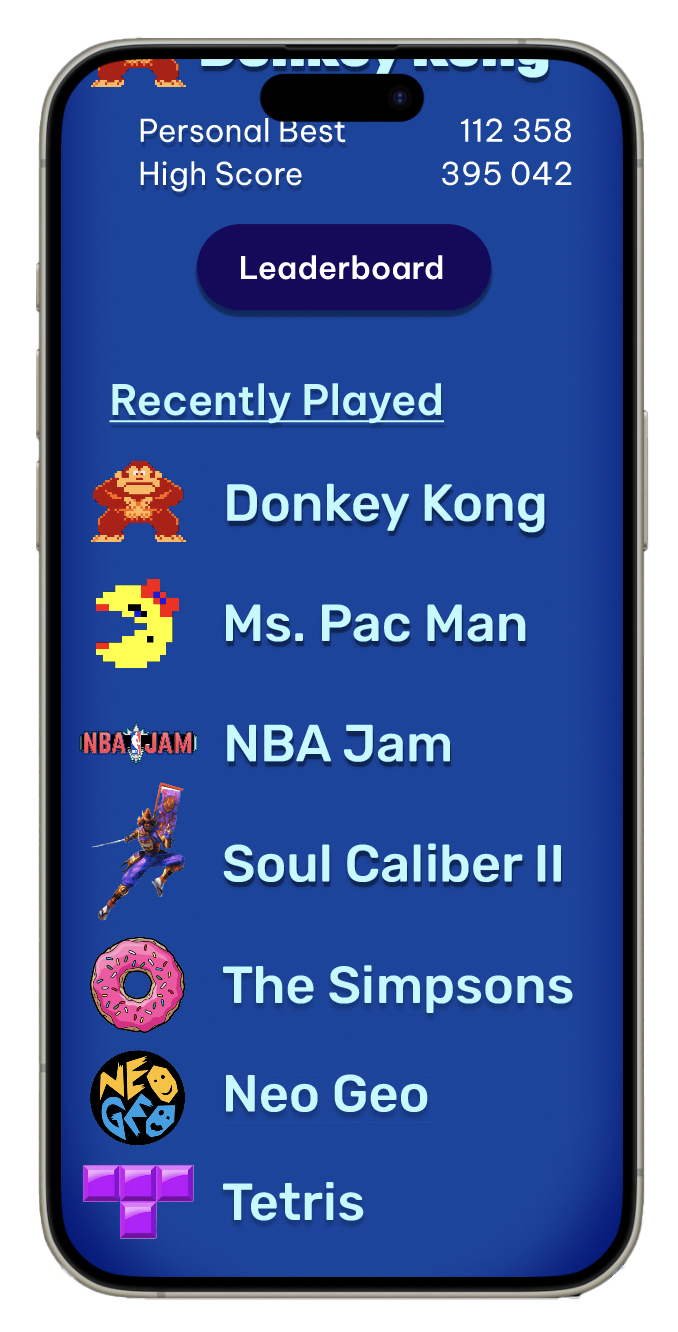 Donkey Kong
Personal Best 112 358
High Score 395 042
Leaderboard
Recently Played
Donkey Kong
Ms. Pac Man
NBA JAM NBA Jam
Soul Caliber II
The Simpsons
NEO GEO Neo Geo
Tetris